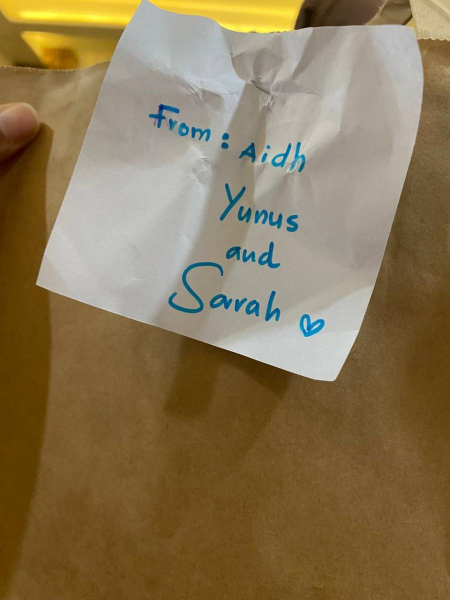 From: Aidh
Yunus
and
Sarah